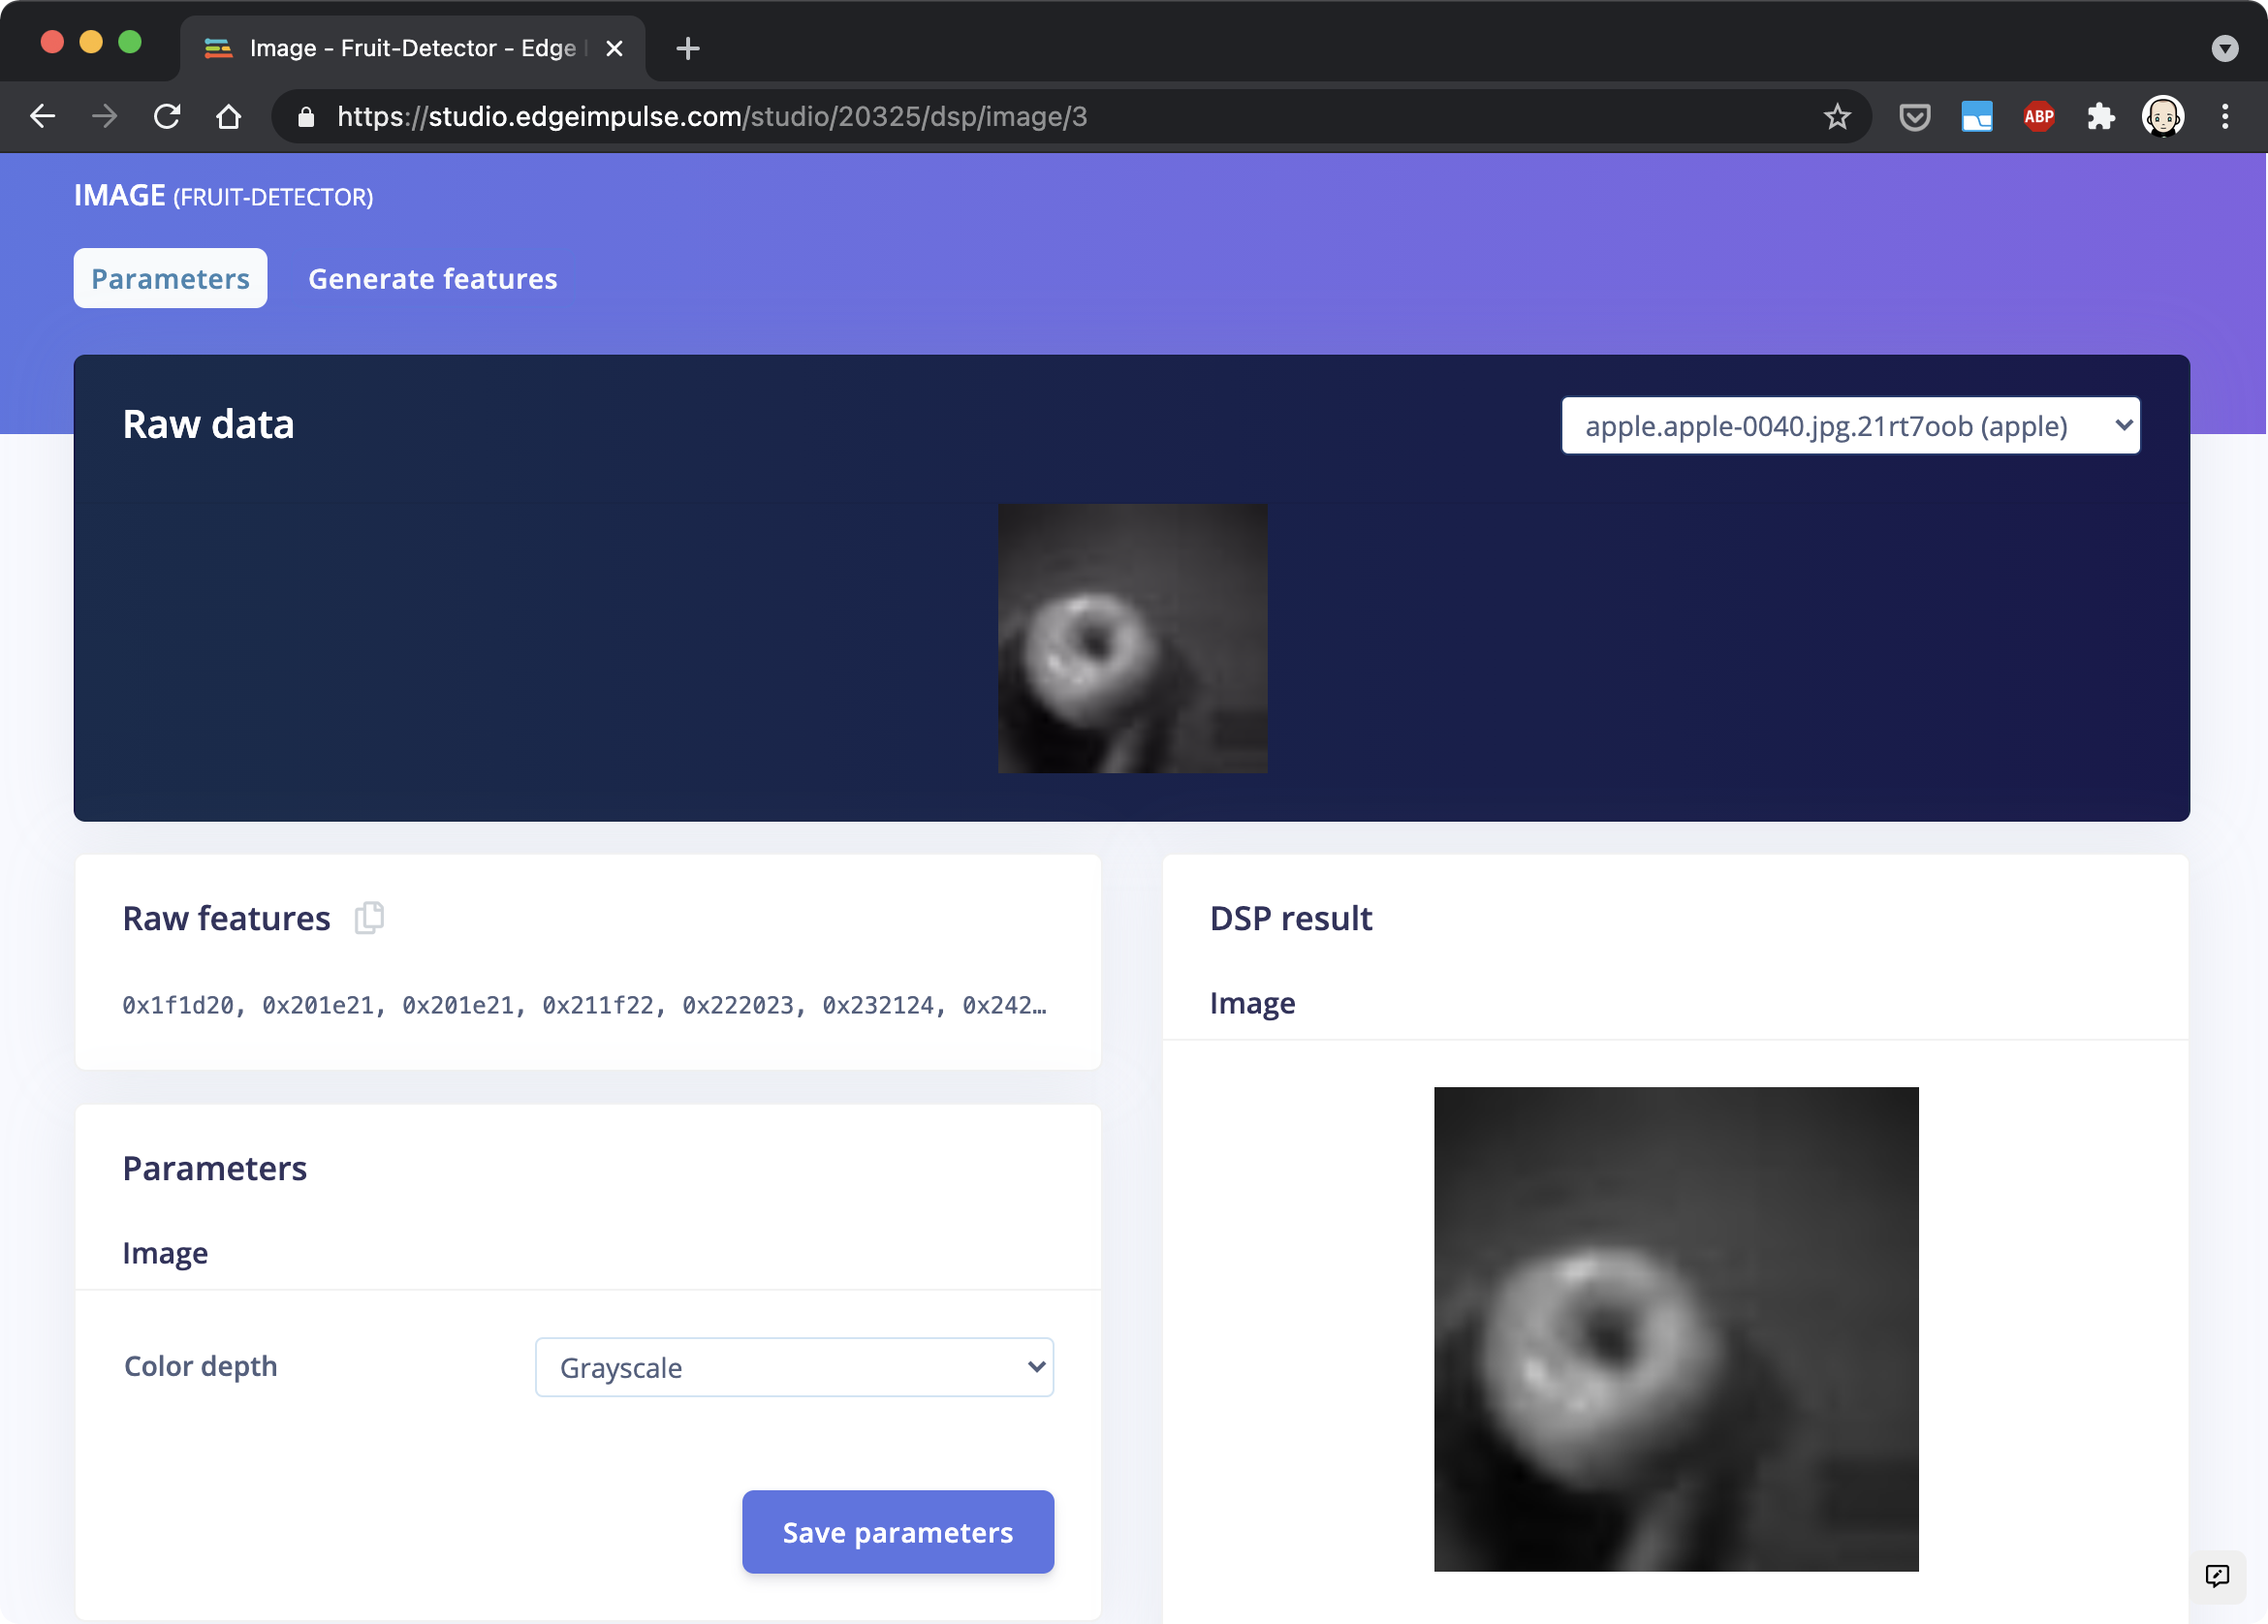 Image - Fruit-Detector - Edge
https://studio.edgeimpulse.com/studio/20325/dsp/image/3
ABP
IMAGE (FRUIT-DETECTOR)
Parameters
Generate features
Raw data
apple.apple-0040.jpg.21rt7oob (apple)
Raw features
0x1f1d20, 0x201e21, 0x201e21, 0x211f22, 0x222023, 0x232124, 0x242…
Parameters
Image
Color depth
Grayscale
Save parameters
DSP result
Image